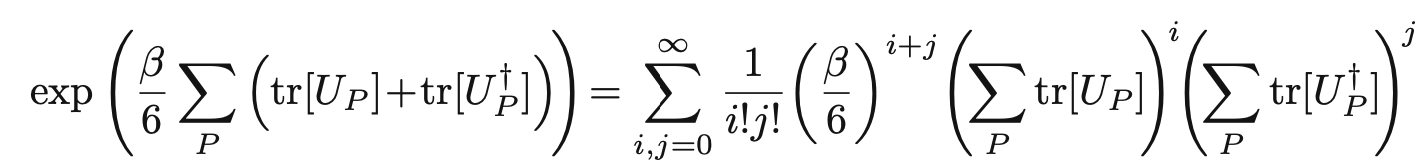 exp ( β/6 ∑_P ( tr[U_P]+tr[U_P^†] ) ) = ∑_{i,j=0}^∞ 1/(i!j!) ( β/6 )^{i+j} ( ∑_P tr[U_P] )^i ( ∑_P tr[U_P^†] )^j